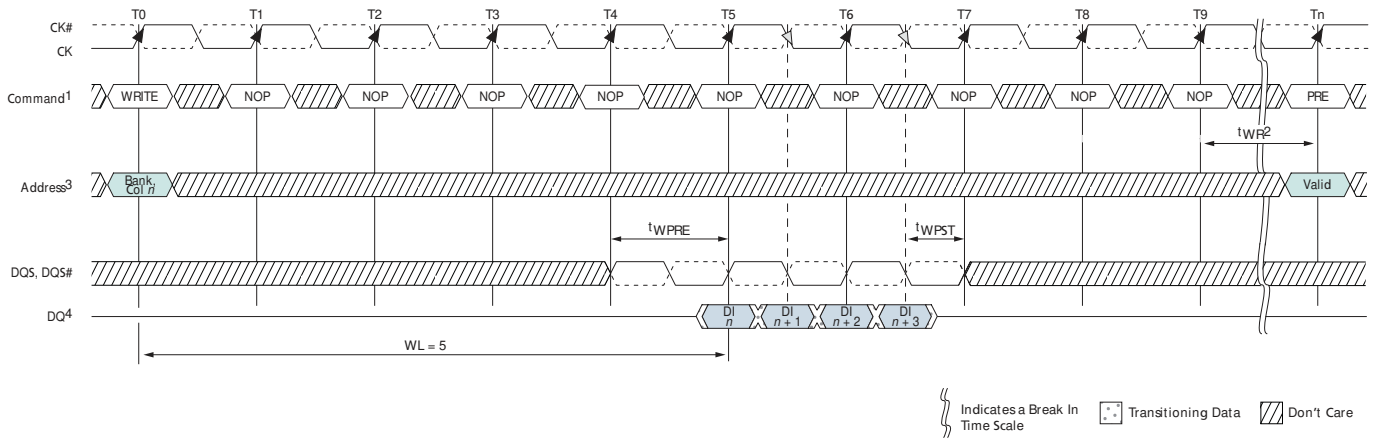 T0 T1 T2 T3 T4 T5 T6 T7 T8 T9 Tn
CK#
CK
Command1 WRITE NOP NOP NOP NOP NOP NOP NOP NOP NOP PRE
tWR2
Address3 Bank, Col n Valid
tWPRE tWPST
DQS, DQS#
DQ4 DI n DI n + 1 DI n + 2 DI n + 3
WL = 5
Indicates a Break In
Time Scale
Transitioning Data
Don't Care